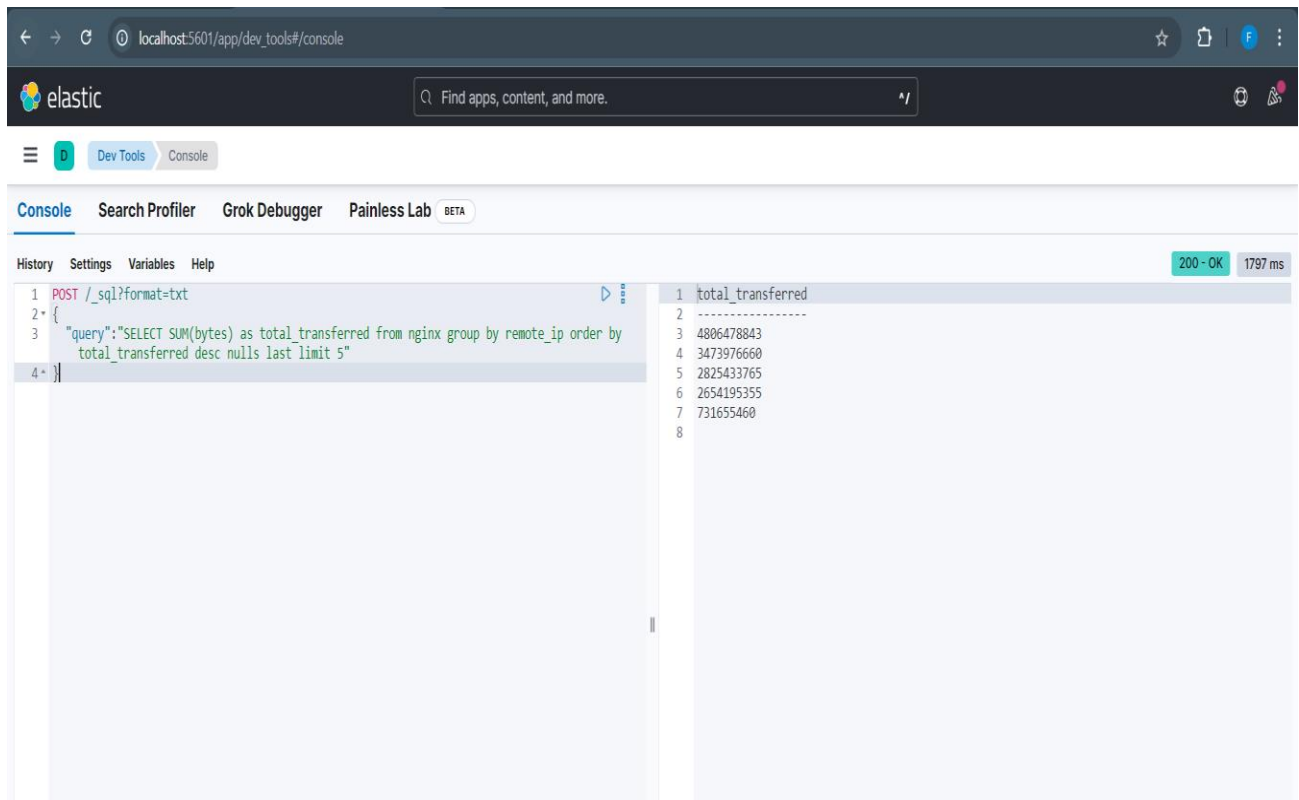 localhost:5601/app/dev_tools#/console
F
elastic
Find apps, content, and more.
^/
D
Dev Tools
Console
Console Search Profiler Grok Debugger Painless Lab BETA
History Settings Variables Help
200 - OK
1797 ms
1 POST /_sql?format=txt
2 {
3 "query":"SELECT SUM(bytes) as total_transferred from nginx group by remote_ip order by
total_transferred desc nulls last limit 5"
4 }
1 total_transferred
2 -----------------
3 4806478843
4 3473976660
5 2825433765
6 2654195355
7 731655460
8